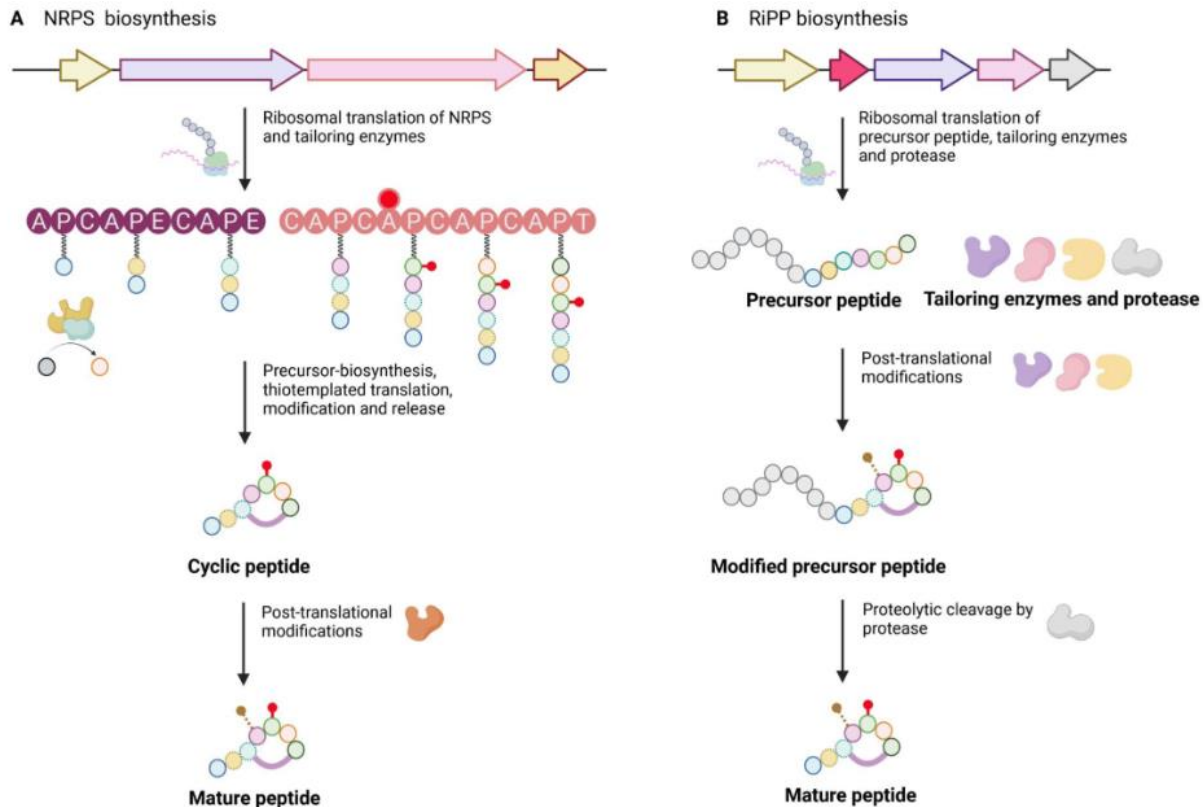 A NRPS biosynthesis
Ribosomal translation of NRPS
and tailoring enzymes
A P C A P E C A P E
C A P C A P C A P C A P T
Precursor-biosynthesis,
thiotemplated translation,
modification and release
Cyclic peptide
Post-translational
modifications
Mature peptide
B RiPP biosynthesis
Ribosomal translation of
precursor peptide, tailoring enzymes
and protease
Precursor peptide
Tailoring enzymes and protease
Post-translational
modifications
Modified precursor peptide
Proteolytic cleavage by
protease
Mature peptide